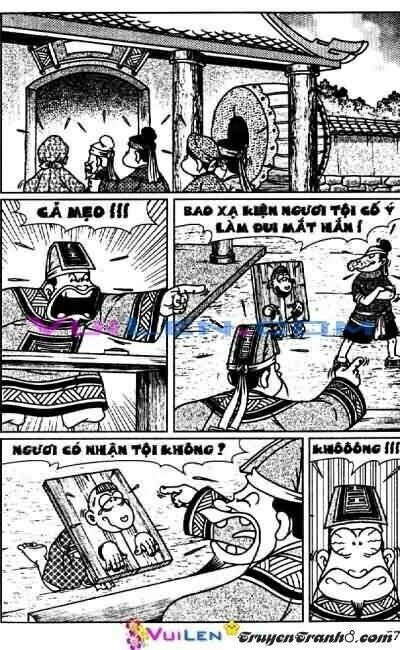 CẢ MẸO !!!
BAO XẠ KIỆN NGƯƠI TỘI CỐ Ý
LÀM ĐUI MẮT HẮN !
VUILEN.COM
NGƯƠI CÓ NHẬN TỘI KHÔNG ?
KHÔÔÔNG !!!
VUILEN
TruyenTranh8.com